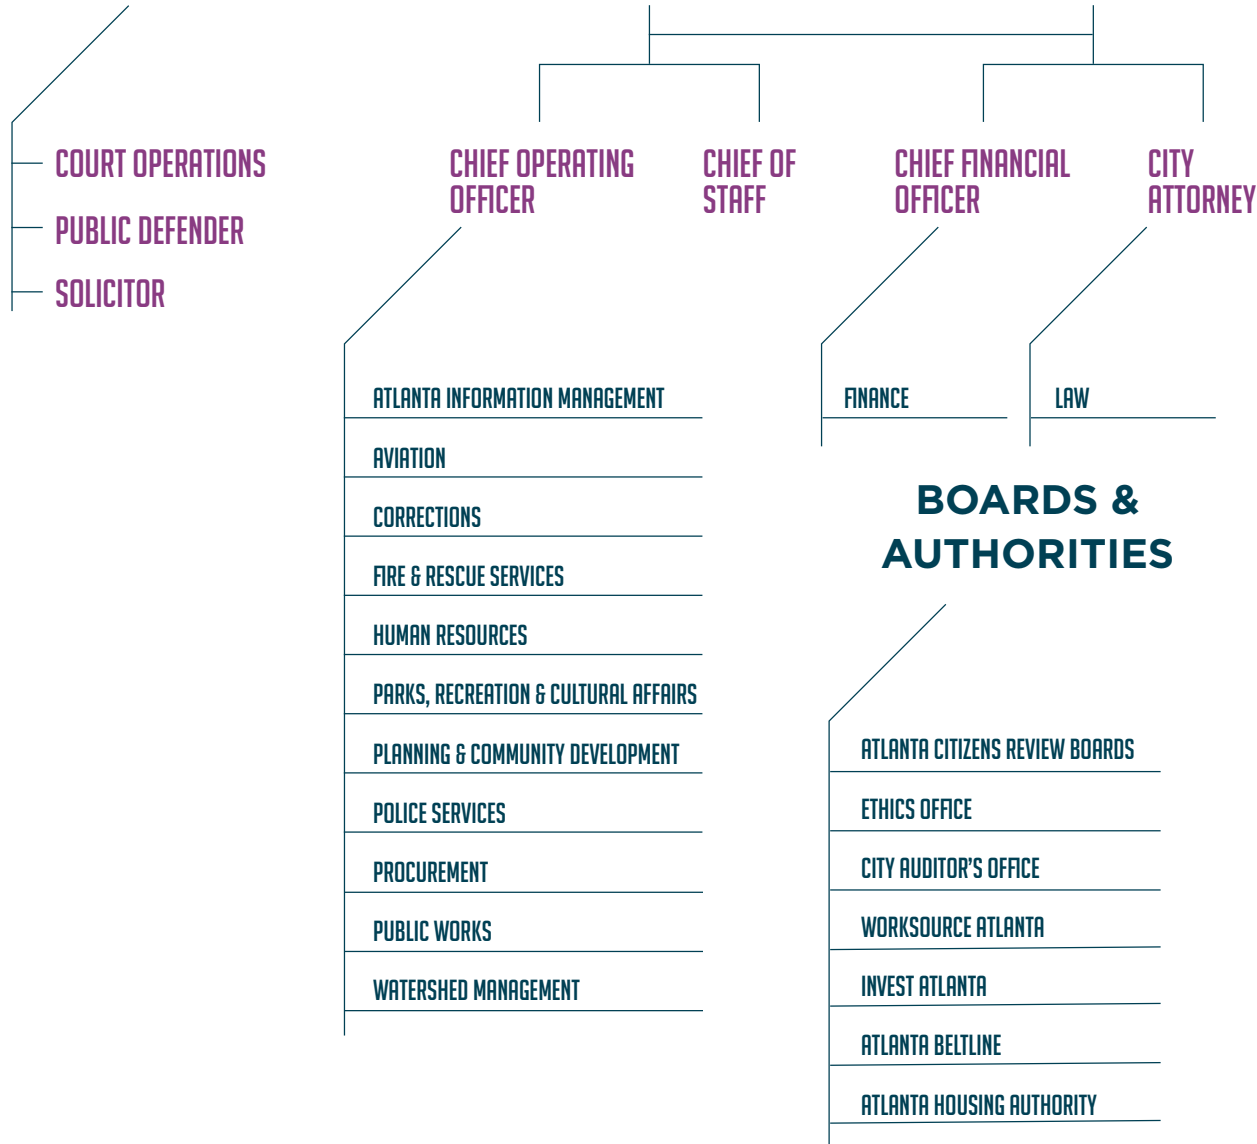 COURT OPERATIONS
PUBLIC DEFENDER
SOLICITOR
CHIEF OPERATING
OFFICER
CHIEF OF
STAFF
CHIEF FINANCIAL
OFFICER
CITY
ATTORNEY
ATLANTA INFORMATION MANAGEMENT
AVIATION
CORRECTIONS
FIRE & RESCUE SERVICES
HUMAN RESOURCES
PARKS, RECREATION & CULTURAL AFFAIRS
PLANNING & COMMUNITY DEVELOPMENT
POLICE SERVICES
PROCUREMENT
PUBLIC WORKS
WATERSHED MANAGEMENT
FINANCE
LAW
BOARDS &
AUTHORITIES
ATLANTA CITIZENS REVIEW BOARDS
ETHICS OFFICE
CITY AUDITOR'S OFFICE
WORKSOURCE ATLANTA
INVEST ATLANTA
ATLANTA BELTLINE
ATLANTA HOUSING AUTHORITY